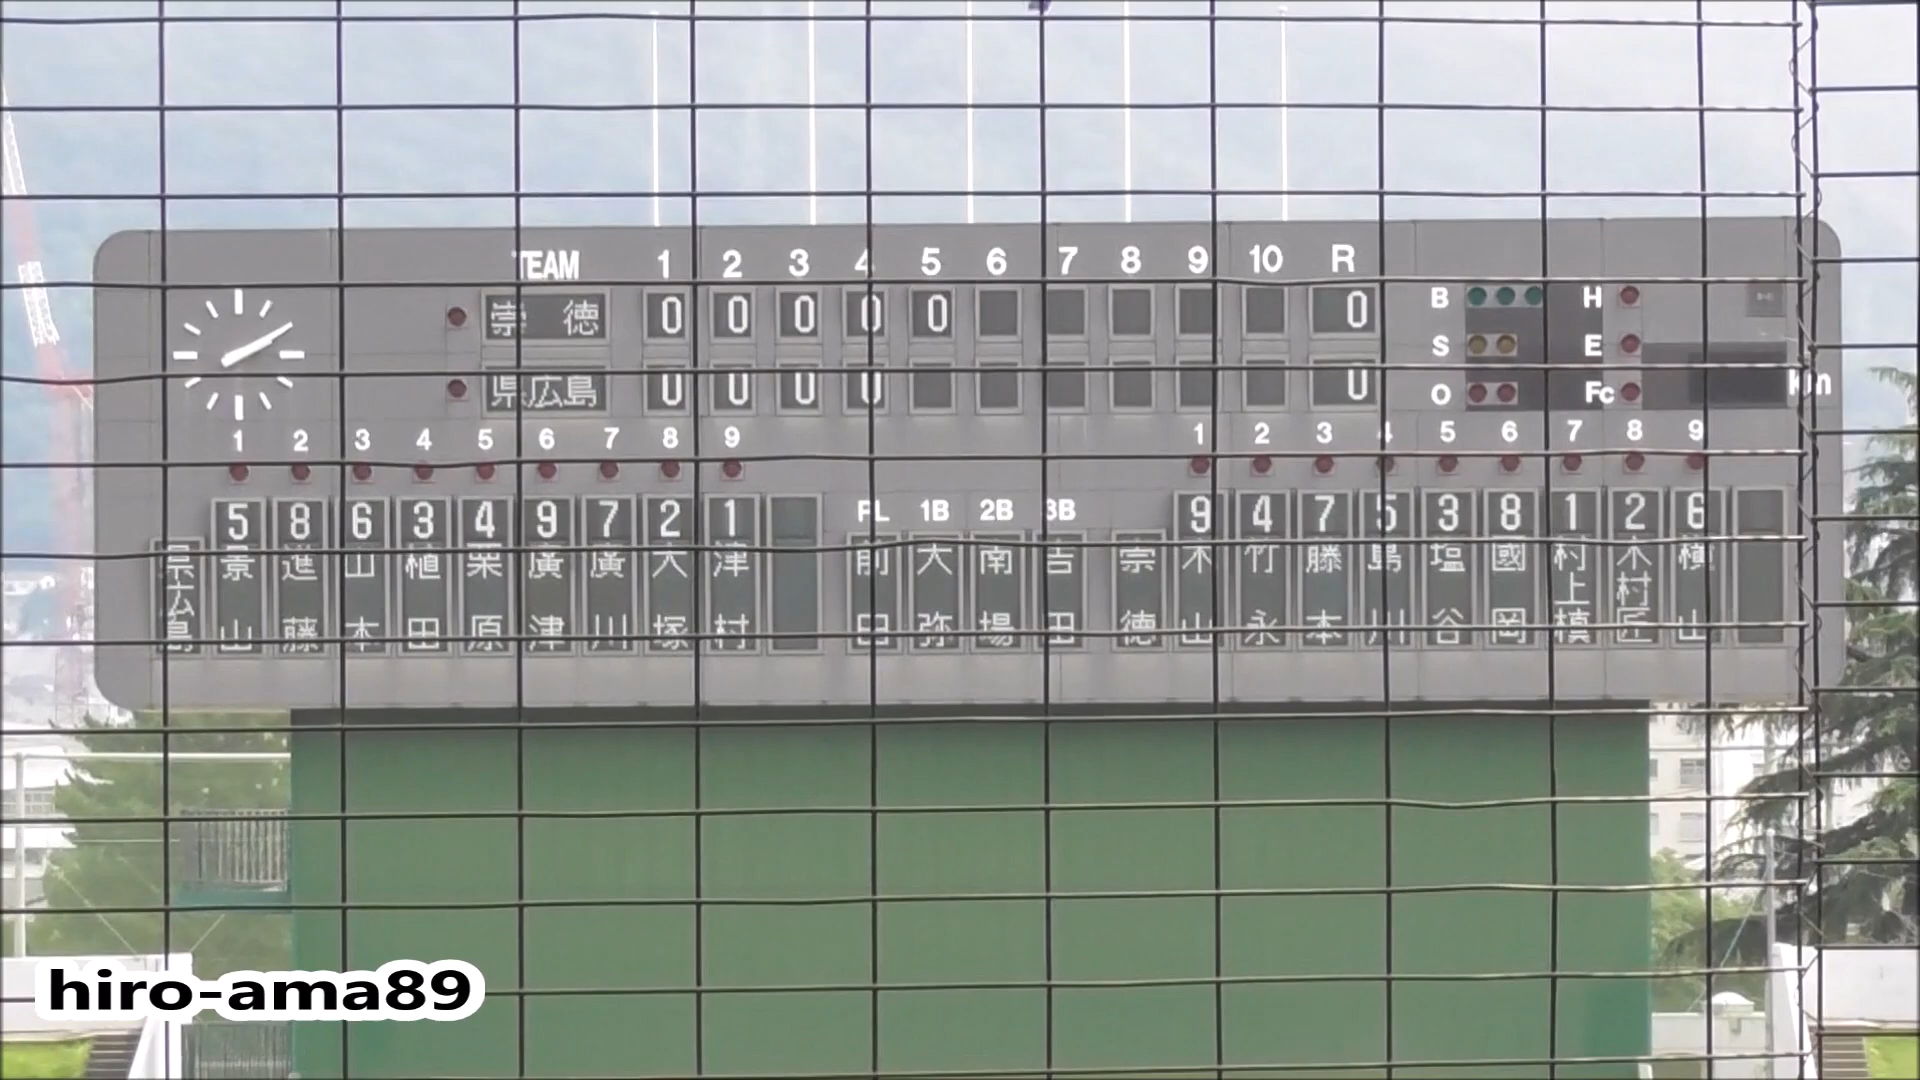 TEAM 1 2 3 4 5 6 7 8 9 10 R
崇徳 0 0 0 0 0 0
県広島 0 0 0 0 0
B H
S E
O Fc
Km
1 2 3 4 5 6 7 8 9
5 8 6 3 4 9 7 2 1
県広島 景山 進藤 山本 植田 栗原 廣津 廣川 大塚 津村
PL 1B 2B 3B
前田 大弥 南場 吉田
1 2 3 4 5 6 7 8 9
9 4 7 5 3 8 1 2 6
崇徳 木山 竹永 藤本 島川 塩谷 國岡 村上槙 木村匠 横山
hiro-ama89